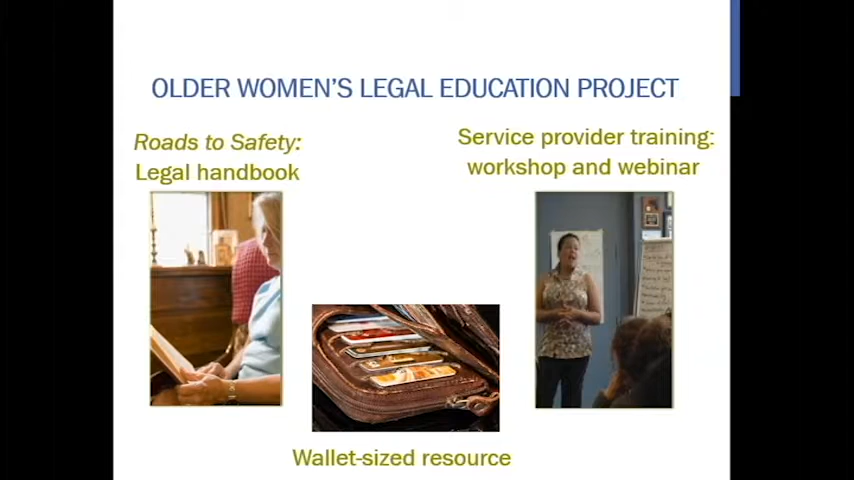 OLDER WOMEN'S LEGAL EDUCATION PROJECT
Roads to Safety:
Legal handbook
Service provider training:
workshop and webinar
Wallet-sized resource